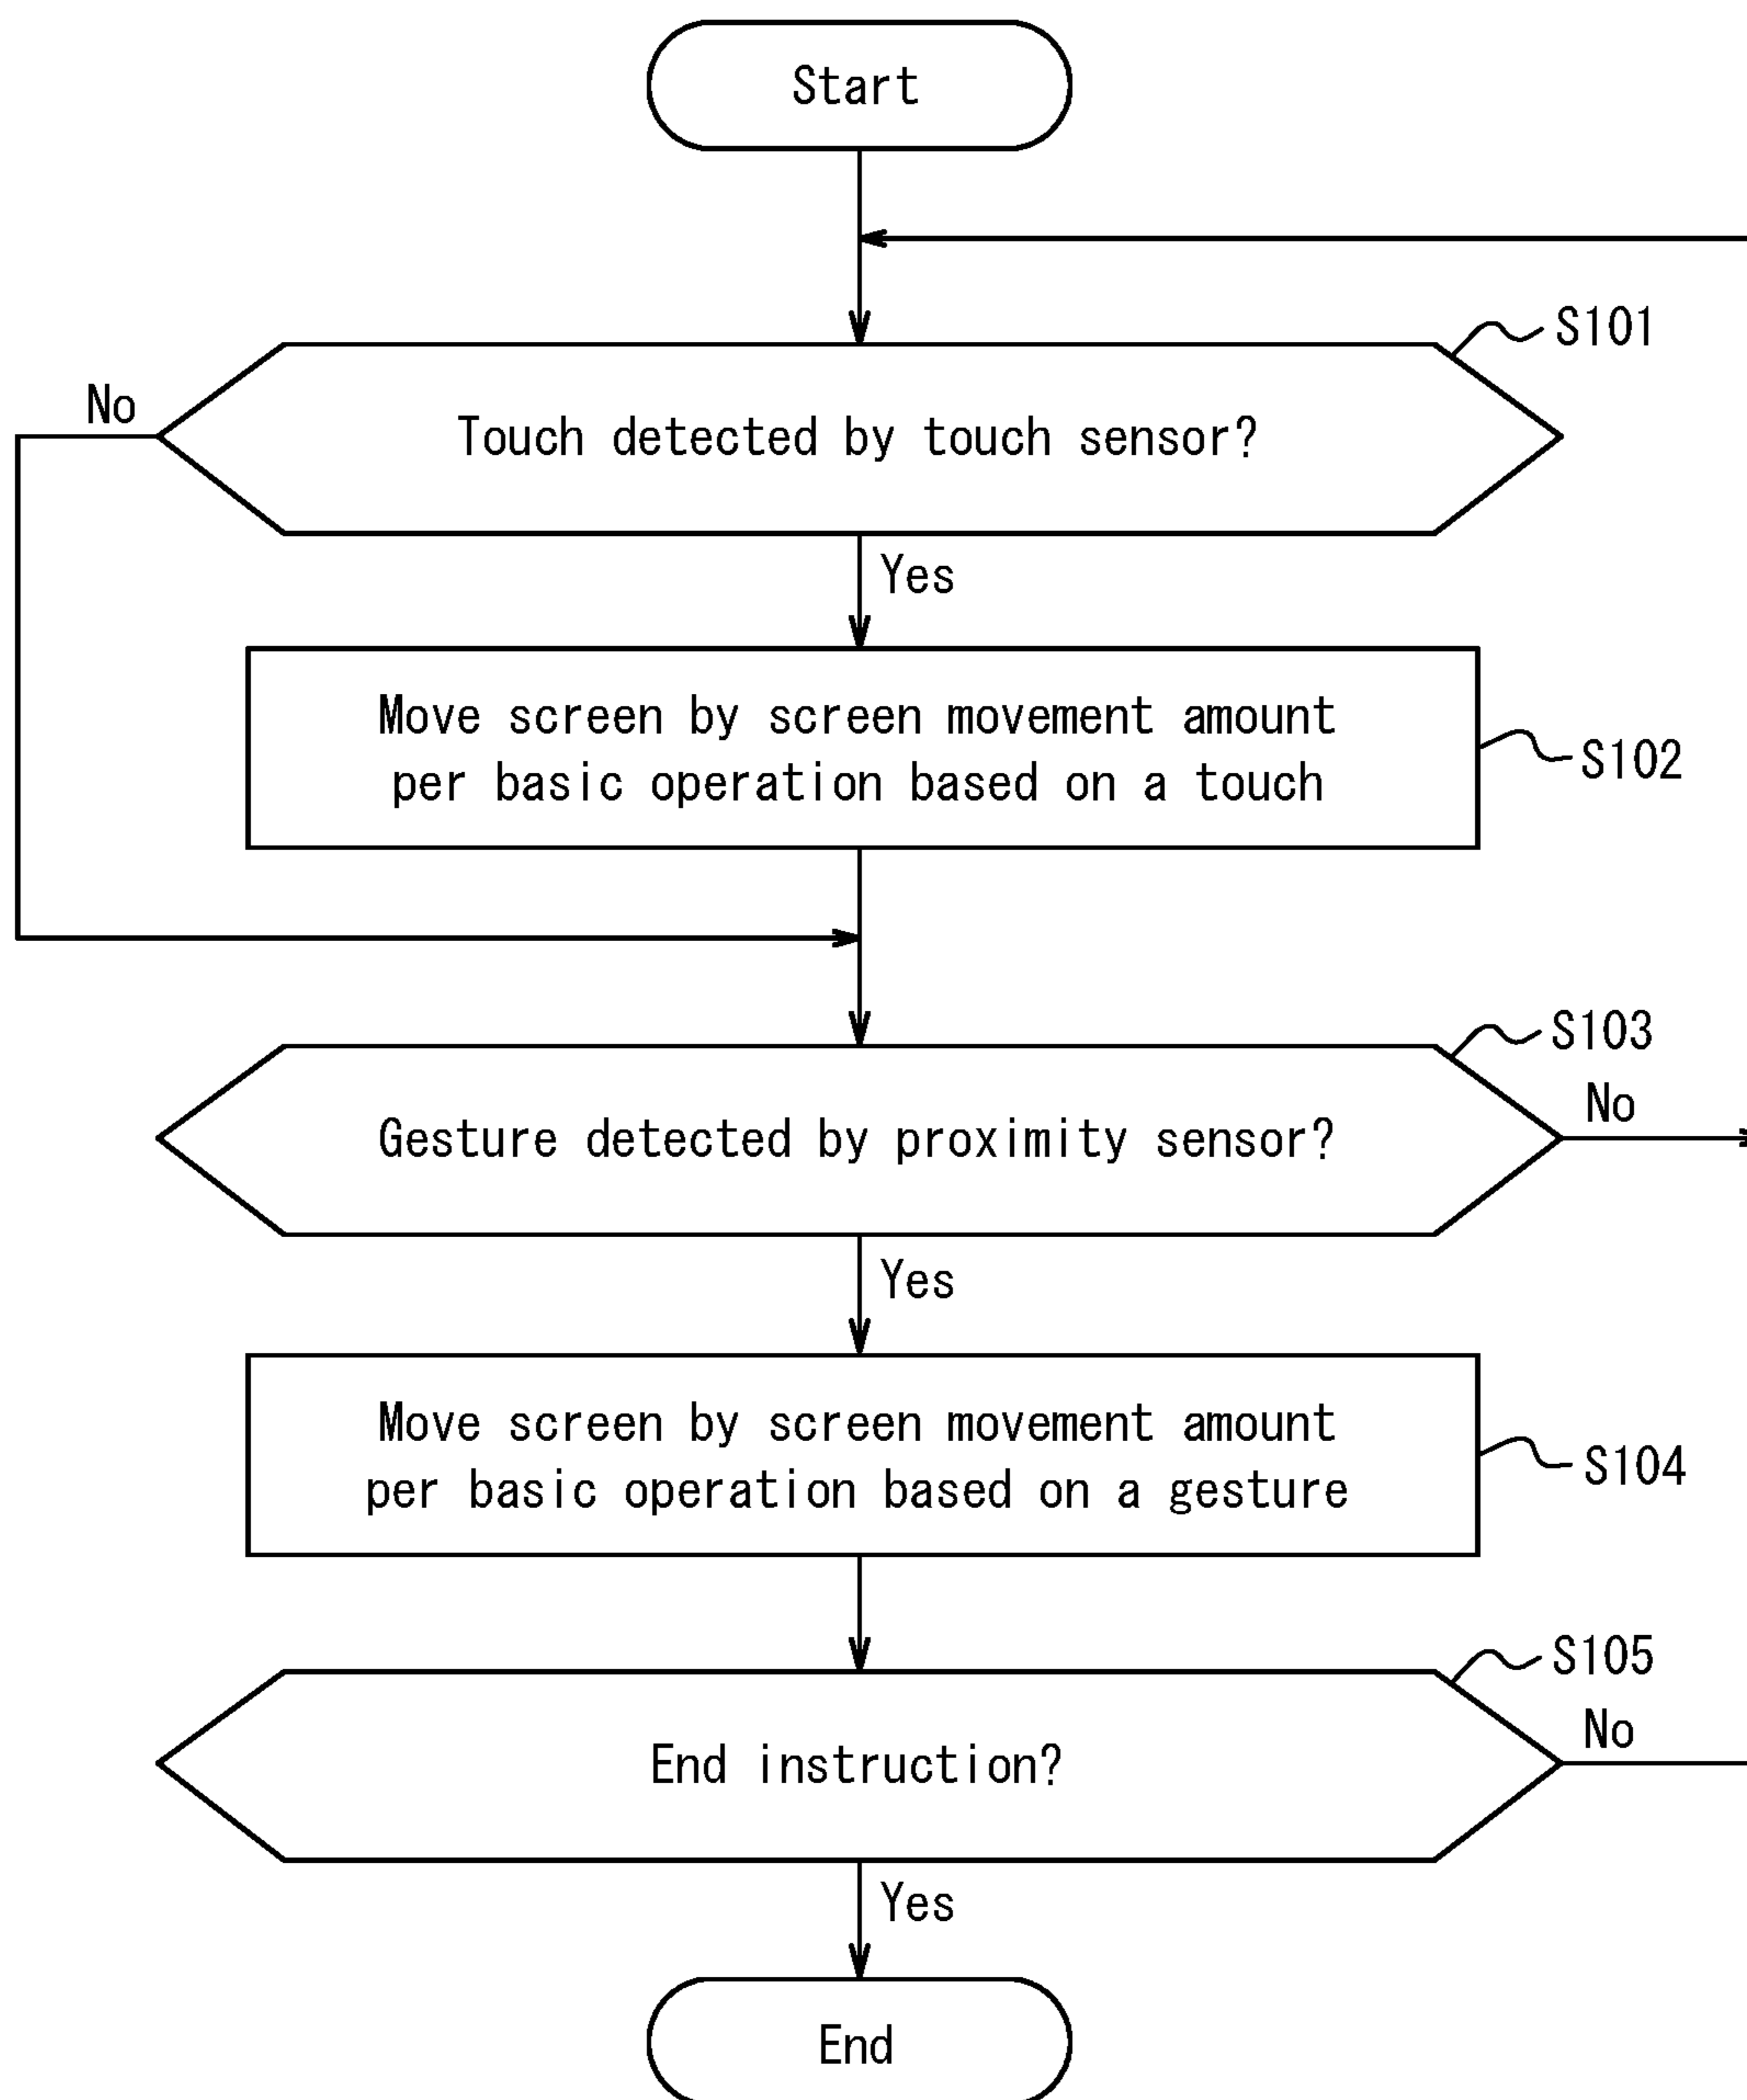 Start
S101
No
Touch detected by touch sensor?
Yes
Move screen by screen movement amount
per basic operation based on a touch
S102
S103
No
Gesture detected by proximity sensor?
Yes
Move screen by screen movement amount
per basic operation based on a gesture
S104
S105
No
End instruction?
Yes
End